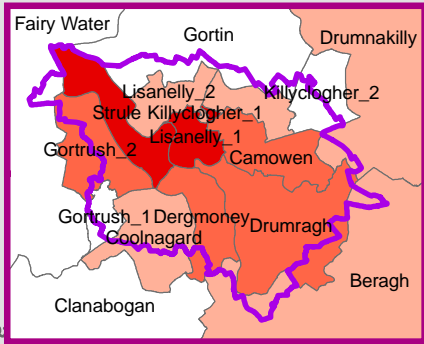 Fairy Water
Gortin
Drumnakilly
Lisanelly_2
Killyclogher_2
Strule Killyclogher_1
Lisanelly_1
Gortrush_2
Camowen
Gortrush_1 Dergmoney
Drumragh
Coolnagard
Beragh
Clanabogan